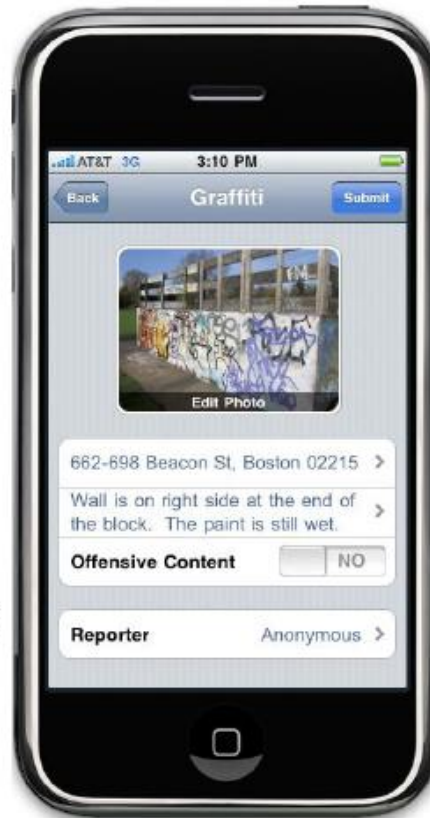 AT&T 3G 3:10 PM
Back Graffiti Submit
Edit Photo
662-698 Beacon St, Boston 02215
Wall is on right side at the end of
the block. The paint is still wet.
Offensive Content NO
Reporter Anonymous